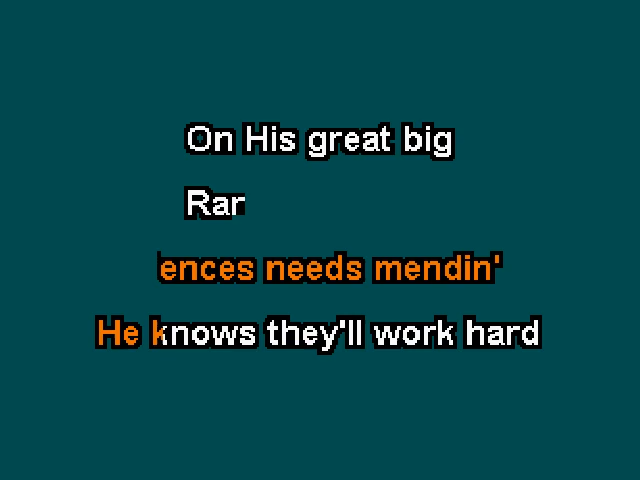 On His great big
Rar
ences needs mendin'
He knows they'll work hard